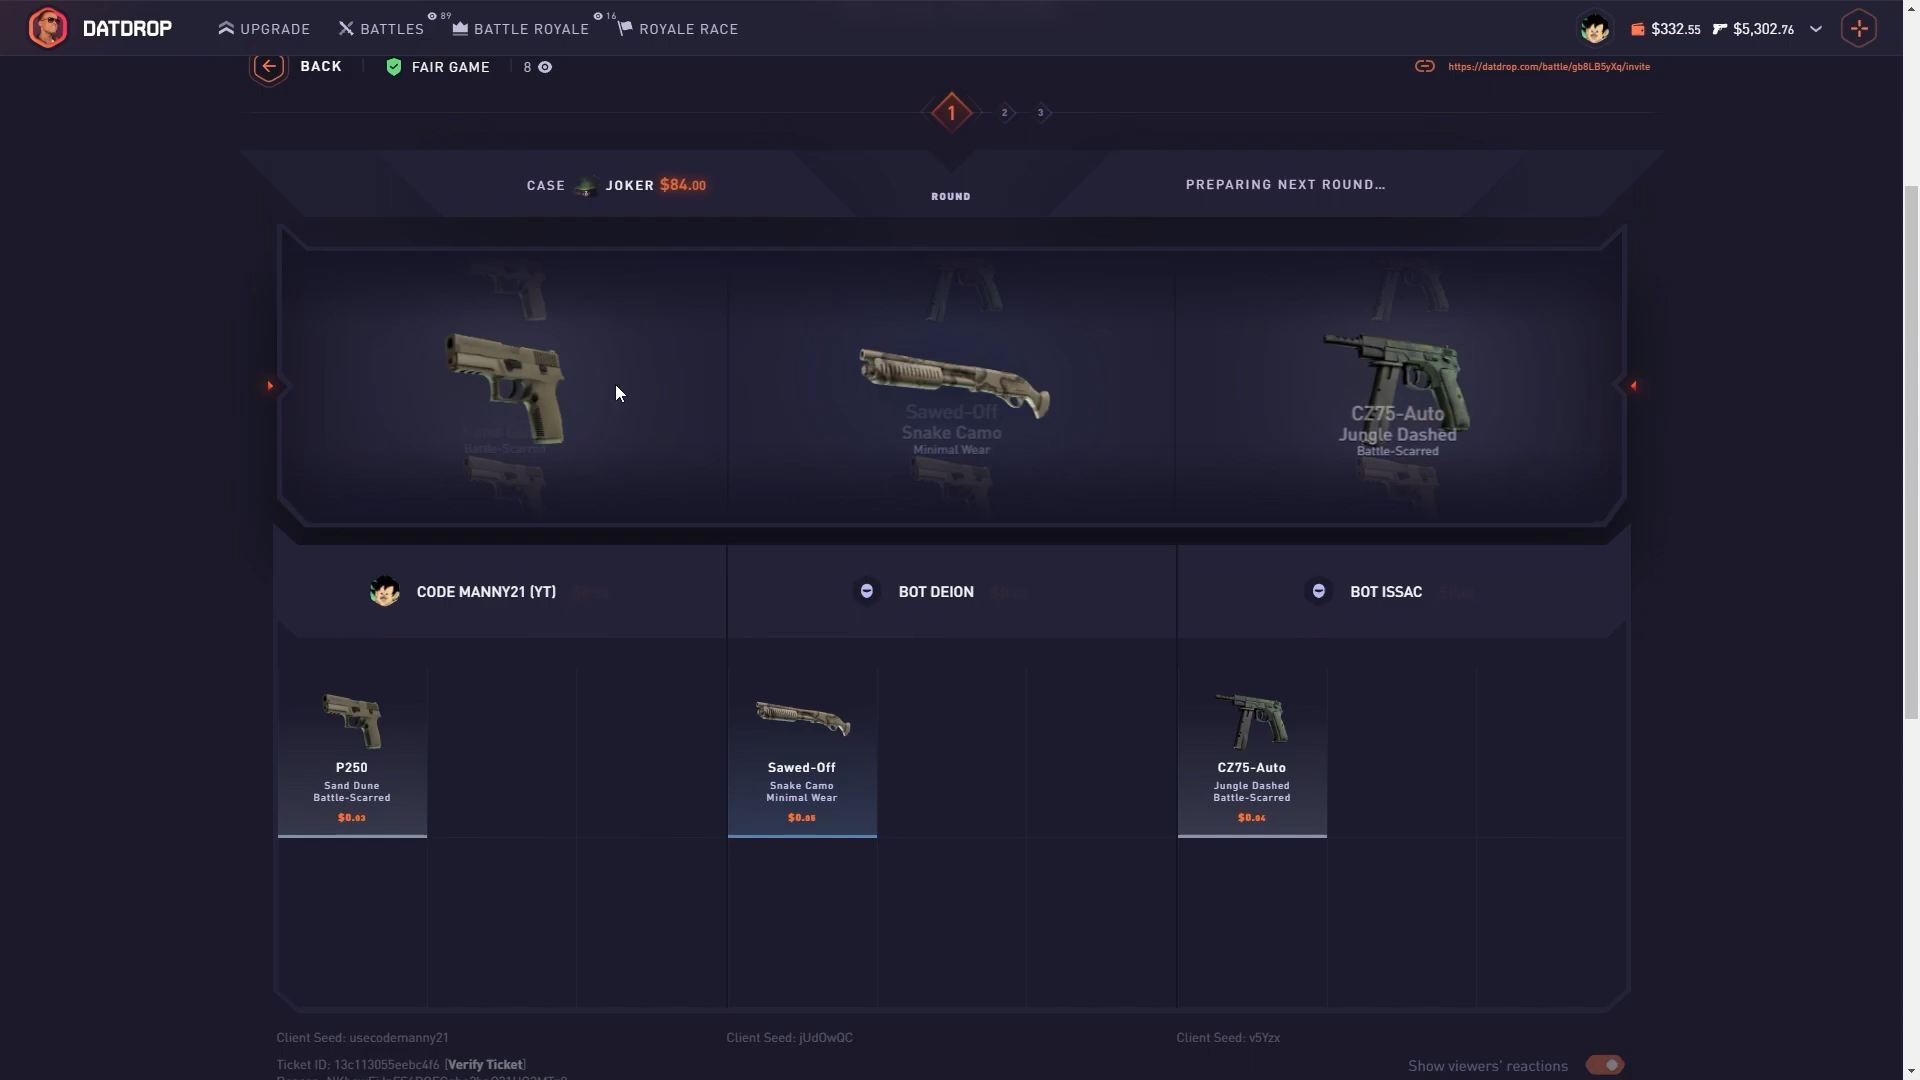 DATDROP
UPGRADE
BATTLES
89
BATTLE ROYALE
16
ROYALE RACE
$332.55
$5,302.76
BACK
FAIR GAME
8
https://datdrop.com/battle/gb8LB5yXq/invite
1
2
3
CASE JOKER $84.00
ROUND
PREPARING NEXT ROUND...
Battle-Scarred
Sawed-Off
Snake Camo
Minimal Wear
CZ75-Auto
Jungle Dashed
Battle-Scarred
CODE MANNY21 (YT)
BOT DEION
BOT ISSAC
P250
Sand Dune
Battle-Scarred
$0.03
Sawed-Off
Snake Camo
Minimal Wear
$0.05
CZ75-Auto
Jungle Dashed
Battle-Scarred
$0.04
Client Seed: usecodemanny21
Client Seed: jUdOwQC
Client Seed: v5Yzx
Ticket ID: 13c113055eebc4f6 [Verify Ticket]
Show viewers' reactions